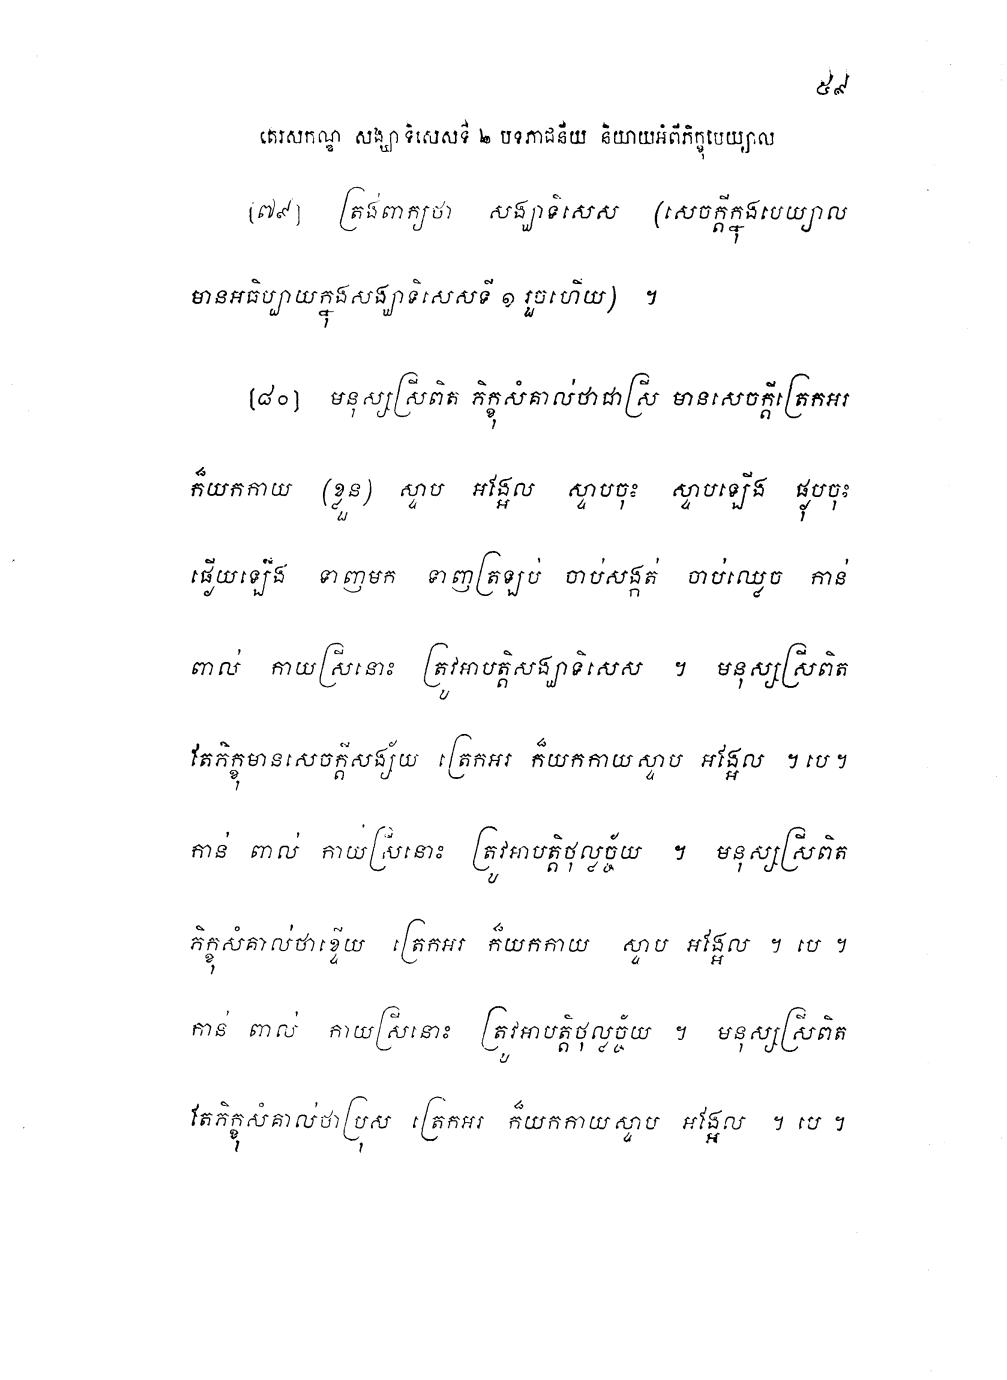 ៥៩
តេរសកណ្ឌ សង្ឃាទិសេសទី ២ បទភាជនីយ និយាយអំពីភិក្ខុបេយ្យាល
[៧៩] ត្រង់ពាក្យថា សង្ឃាទិសេស (សេចក្តីក្នុងបេយ្យាល
មានអធិប្បាយក្នុងសង្ឃាទិសេសទី ១ រួចហើយ) ។
[៨០] មនុស្សស្រីពិត ភិក្ខុសំគាល់ថាជាស្រី មានសេចក្តីត្រេកអរ
ក៏យកកាយ (ខ្លួន) ស្ទាប អង្អែល ស្ទាបចុះ ស្ទាបឡើង ផ្អុបចុះ
ផ្អើយឡើង ទាញមក ទាញត្រឡប់ ចាប់សង្កត់ ចាប់ឈ្លេច កាន់
ពាល់ កាយស្រីនោះ ត្រូវអាបត្តិសង្ឃាទិសេស ។ មនុស្សស្រីពិត
តែភិក្ខុមានសេចក្តីសង្ស័យ ត្រេកអរ ក៏យកកាយស្ទាប អង្អែល ។ បេ ។
កាន់ ពាល់ កាយស្រីនោះ ត្រូវអាបត្តិថុល្លច្ច័យ ។ មនុស្សស្រីពិត
ភិក្ខុសំគាល់ថាខ្ទើយ ត្រេកអរ ក៏យកកាយ ស្ទាប អង្អែល ។ បេ ។
កាន់ ពាល់ កាយស្រីនោះ ត្រូវអាបត្តិថុល្លច្ច័យ ។ មនុស្សស្រីពិត
តែភិក្ខុសំគាល់ថាប្រុស ត្រេកអរ ក៏យកកាយស្ទាប អង្អែល ។ បេ ។